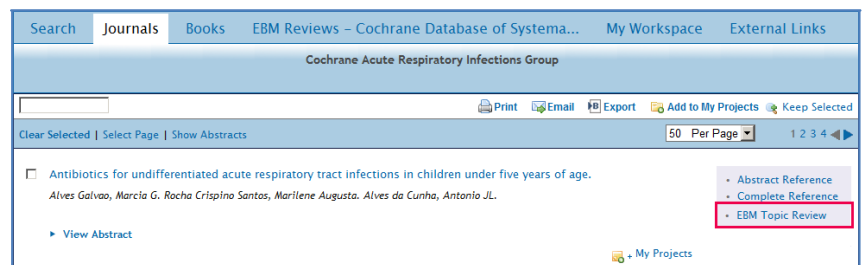 Search Journals Books EBM Reviews – Cochrane Database of Systema... My Workspace External Links
Cochrane Acute Respiratory Infections Group
Print Email Export Add to My Projects Keep Selected
Clear Selected | Select Page | Show Abstracts 50 Per Page 1 2 3 4
Antibiotics for undifferentiated acute respiratory tract infections in children under five years of age.
Alves Galvao, Marcia G. Rocha Crispino Santos, Marilene Augusta. Alves da Cunha, Antonio JL.
• Abstract Reference
• Complete Reference
• EBM Topic Review
View Abstract
+ My Projects